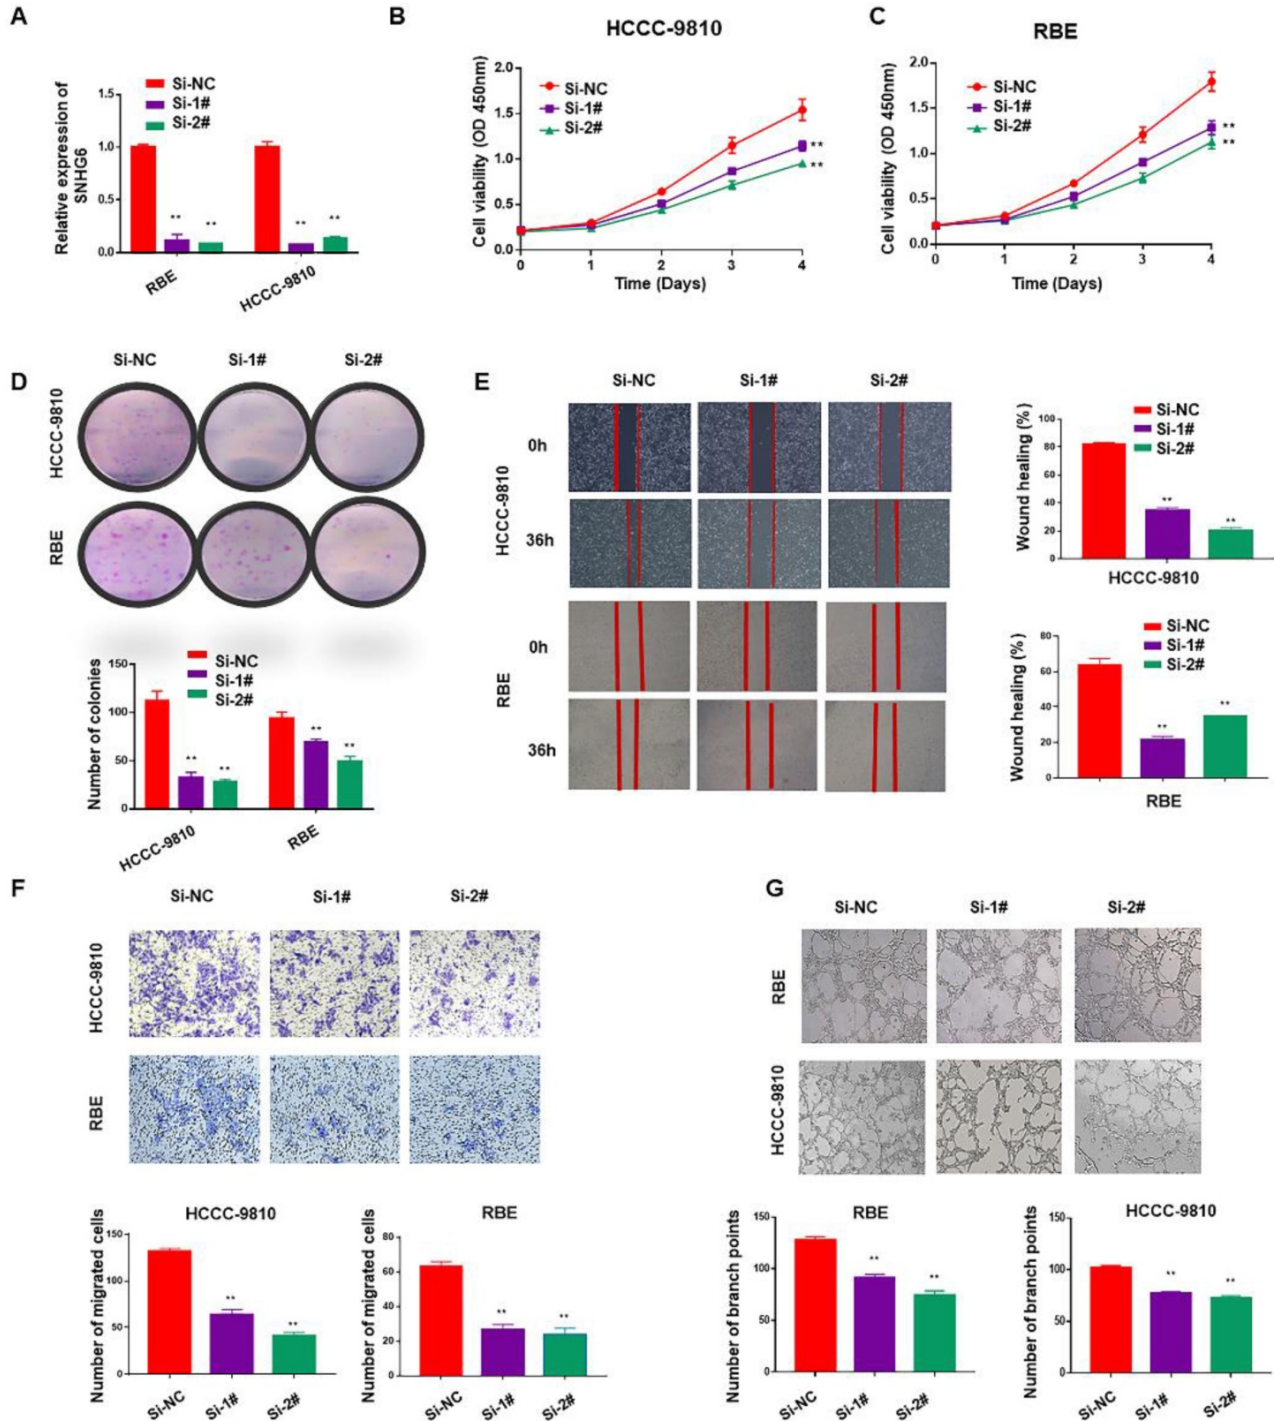 A
Relative expression of
SNHG6
Si-NC
Si-1#
Si-2#
1.5
1.0
0.5
0.0
**
**
**
**
RBE
HCCC-9810
B
HCCC-9810
Cell viability (OD 450nm)
2.0
1.5
1.0
0.5
0.0
Si-NC
Si-1#
Si-2#
**
**
0
1
2
3
4
Time (Days)
C
RBE
Cell viability (OD 450nm)
2.0
1.5
1.0
0.5
0.0
Si-NC
Si-1#
Si-2#
**
**
0
1
2
3
4
Time (Days)
D
Si-NC
Si-1#
Si-2#
HCCC-9810
RBE
Number of colonies
150
100
50
0
Si-NC
Si-1#
Si-2#
**
**
**
**
HCCC-9810
RBE
E
Si-NC
Si-1#
Si-2#
HCCC-9810
0h
36h
RBE
0h
36h
Wound healing (%)
100
80
60
40
20
0
Si-NC
Si-1#
Si-2#
**
**
HCCC-9810
Wound healing (%)
80
60
40
20
0
Si-NC
Si-1#
Si-2#
**
**
RBE
F
Si-NC
Si-1#
Si-2#
HCCC-9810
RBE
HCCC-9810
Number of migrated cells
150
100
50
0
**
**
Si-NC
Si-1#
Si-2#
RBE
Number of migrated cells
80
60
40
20
0
**
**
Si-NC
Si-1#
Si-2#
G
Si-NC
Si-1#
Si-2#
RBE
HCCC-9810
RBE
Number of branch points
150
100
50
0
**
**
Si-NC
Si-1#
Si-2#
HCCC-9810
Number of branch points
150
100
50
0
**
**
Si-NC
Si-1#
Si-2#